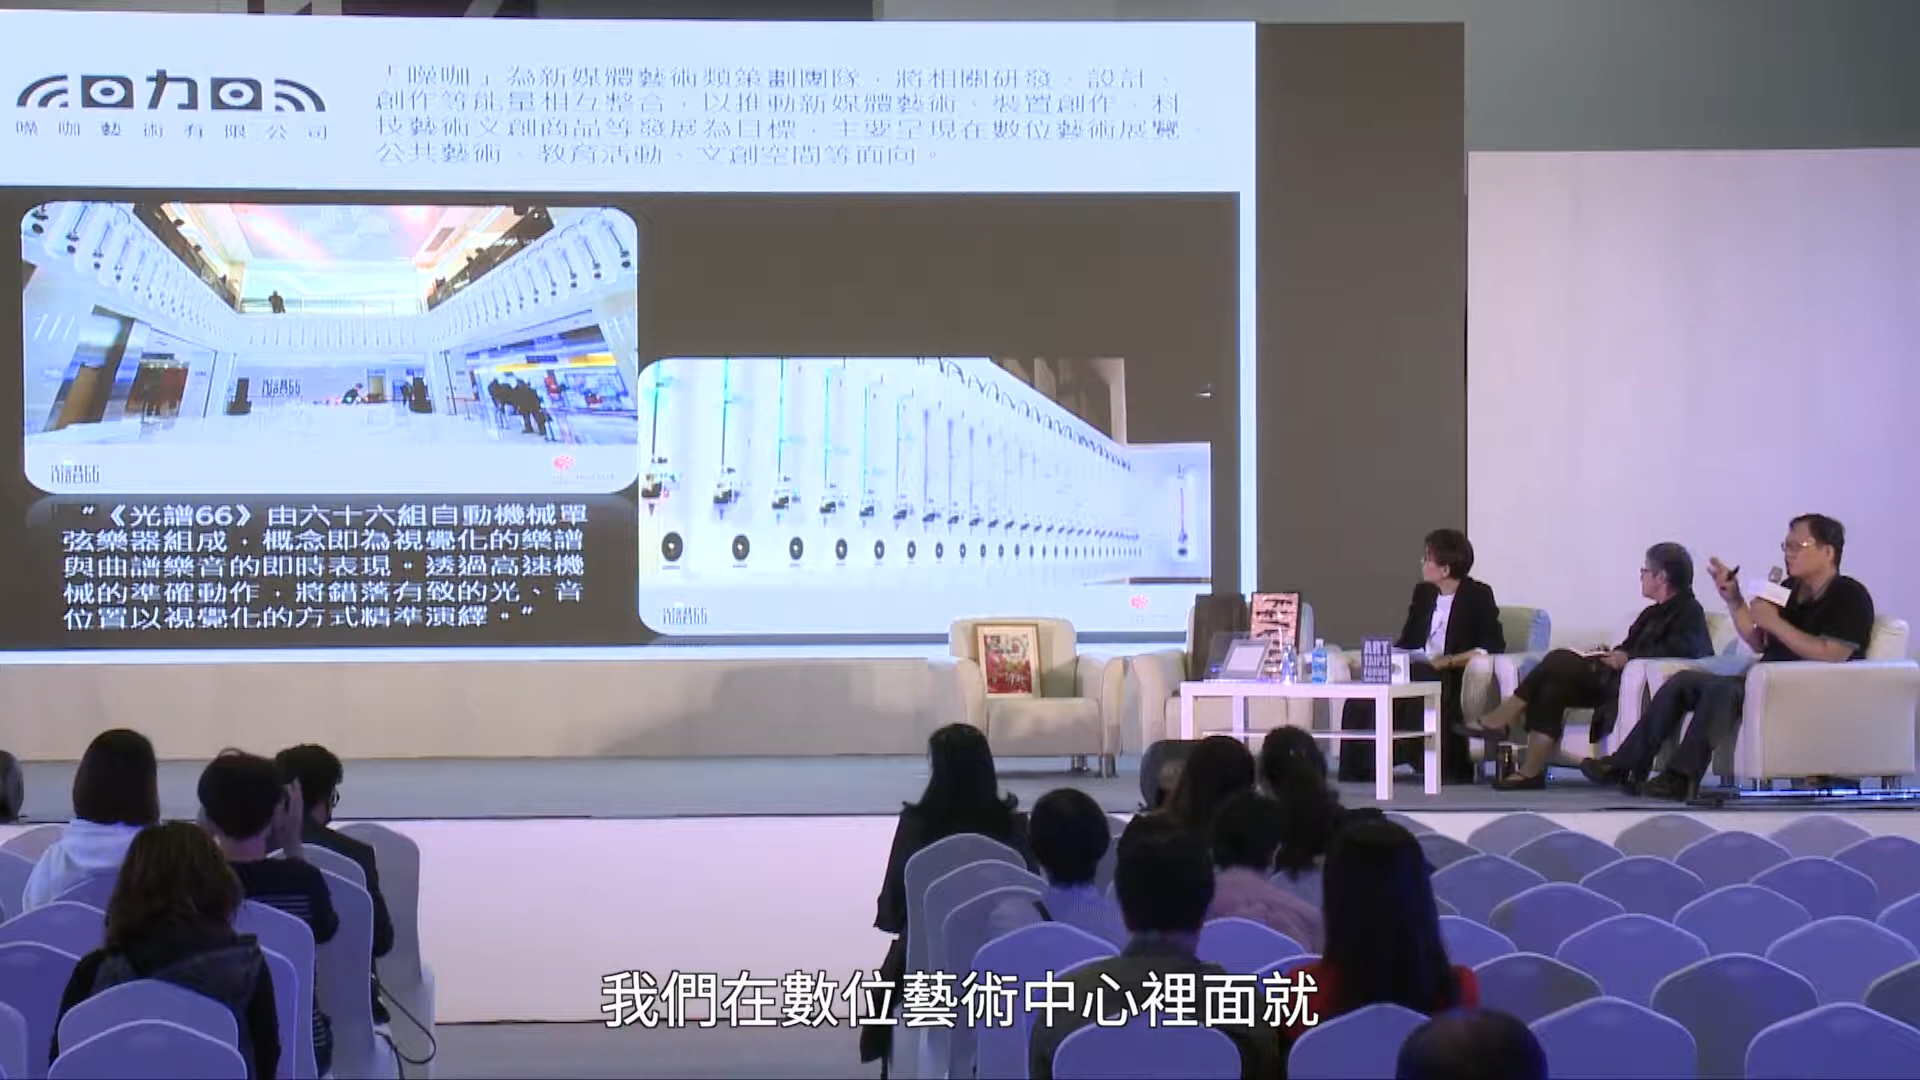 噪咖藝術有限公司
「噪咖」為新媒體藝術類策劃團隊，將相關研發、設計、
創作等能量相互整合，以推動新媒體藝術、裝置創作、科
技藝術文創商品等發展為目標，主要呈現在數位藝術展覽、
公共藝術、教育活動、文創空間等面向。
“《光譜66》由六十六組自動機械單
弦樂器組成，概念即為視覺化的樂譜
與曲譜樂音的即時表現。透過高速機
械的準確動作，將錯落有致的光、音
位置以視覺化的方式精準演繹。”
ART
TAIPEI
FORUM
我們在數位藝術中心裡面就